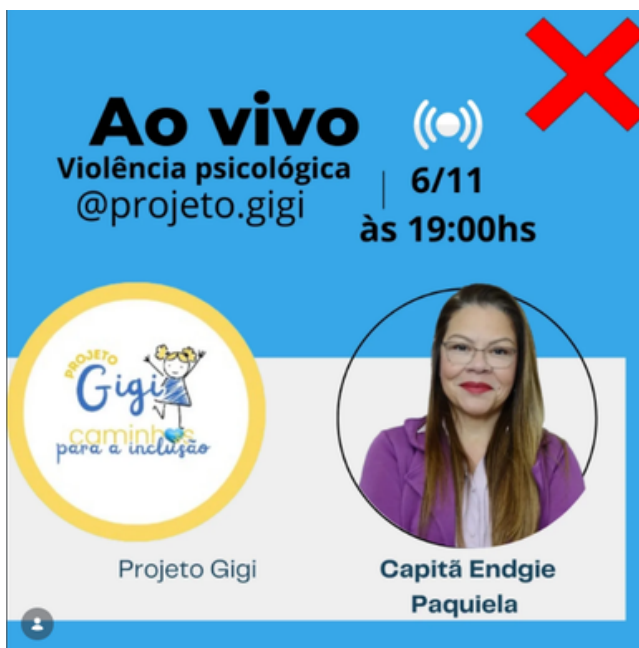 Ao vivo
Violência psicológica
@projeto.gigi
6/11
às 19:00hs
PROJETO
Gigi
caminhos
para a inclusão
Projeto Gigi
Capitã Endgie
Paquiela